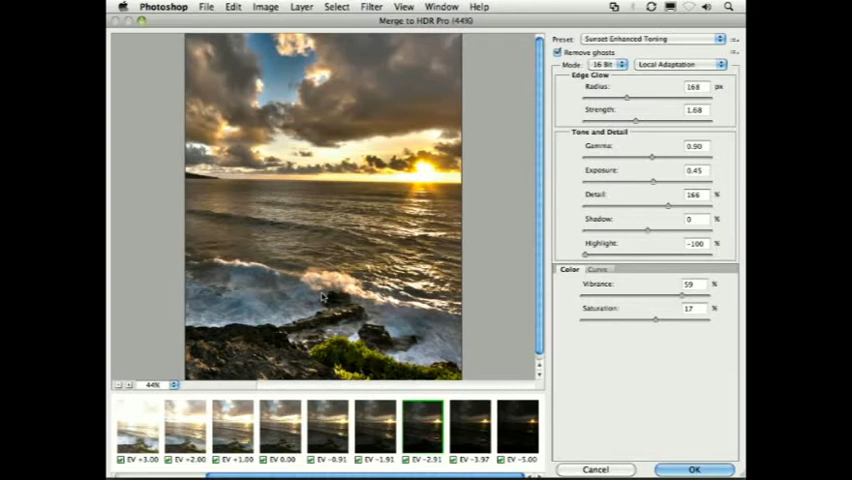 Photoshop File Edit Image Layer Select Filter View Window Help
Merge to HDR Pro (44%)
Preset: Sunset Enhanced Toning
Remove ghosts
Mode: 16 Bit Local Adaptation
Edge Glow
Radius: 168 px
Strength: 1.68
Tone and Detail
Gamma: 0.90
Exposure: 0.45
Detail: 166 %
Shadow: 0 %
Highlight: -100 %
Color Curve
Vibrance: 59 %
Saturation: 17 %
44%
EV +3.00 EV +2.00 EV +1.00 EV 0.00 EV -0.91 EV -1.91 EV -2.91 EV -3.97 EV -5.00
Cancel OK